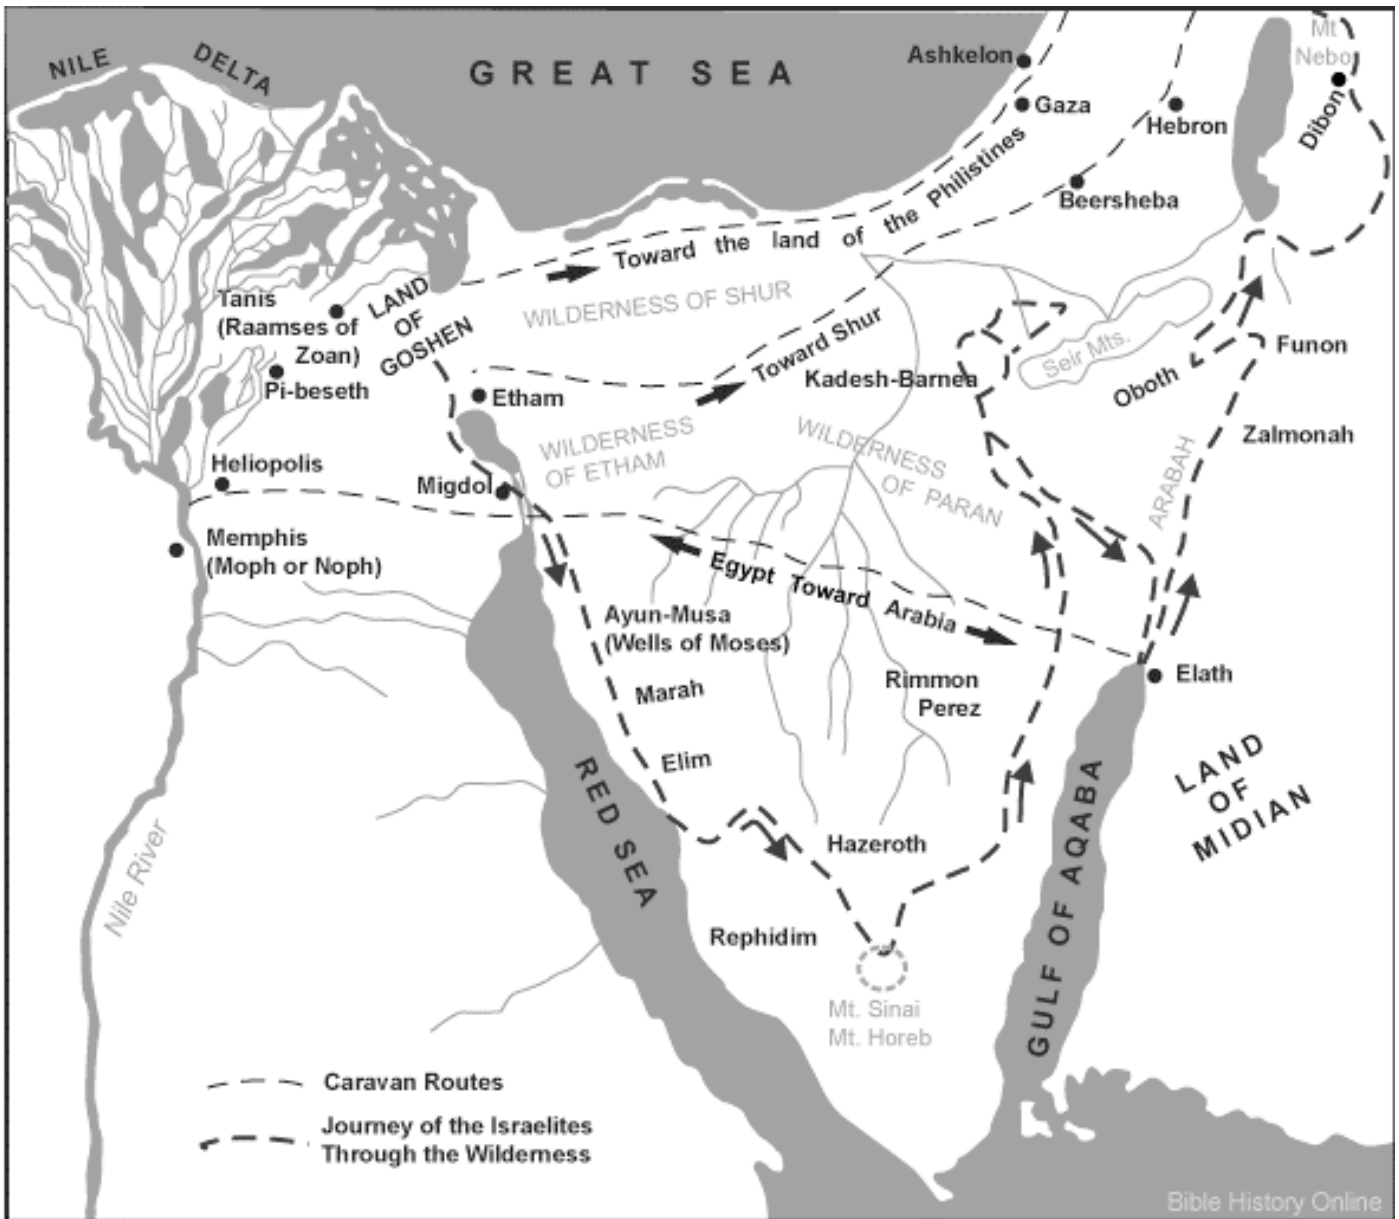 NILE DELTA
GREAT SEA
Ashkelon
Gaza
Hebron
Mt
Nebo
Dibon
Beersheba
Toward the land of the Philistines
WILDERNESS OF SHUR
Tanis
(Raamses of
Zoan)
LAND
OF
GOSHEN
Pi-beseth
Etham
Toward Shur
Kadesh-Barnea
Seir Mts.
Oboth
Funon
Zalmonah
ARABAH
WILDERNESS
OF ETHAM
WILDERNESS
OF PARAN
Heliopolis
Migdol
Memphis
(Moph or Noph)
Egypt Toward Arabia
Ayun-Musa
(Wells of Moses)
Marah
Elim
Rimmon
Perez
Elath
LAND
OF
MIDIAN
RED SEA
GULF OF AQABA
Hazeroth
Rephidim
Mt. Sinai
Mt. Horeb
Nile River
Caravan Routes
Journey of the Israelites
Through the Wilderness
Bible History Online